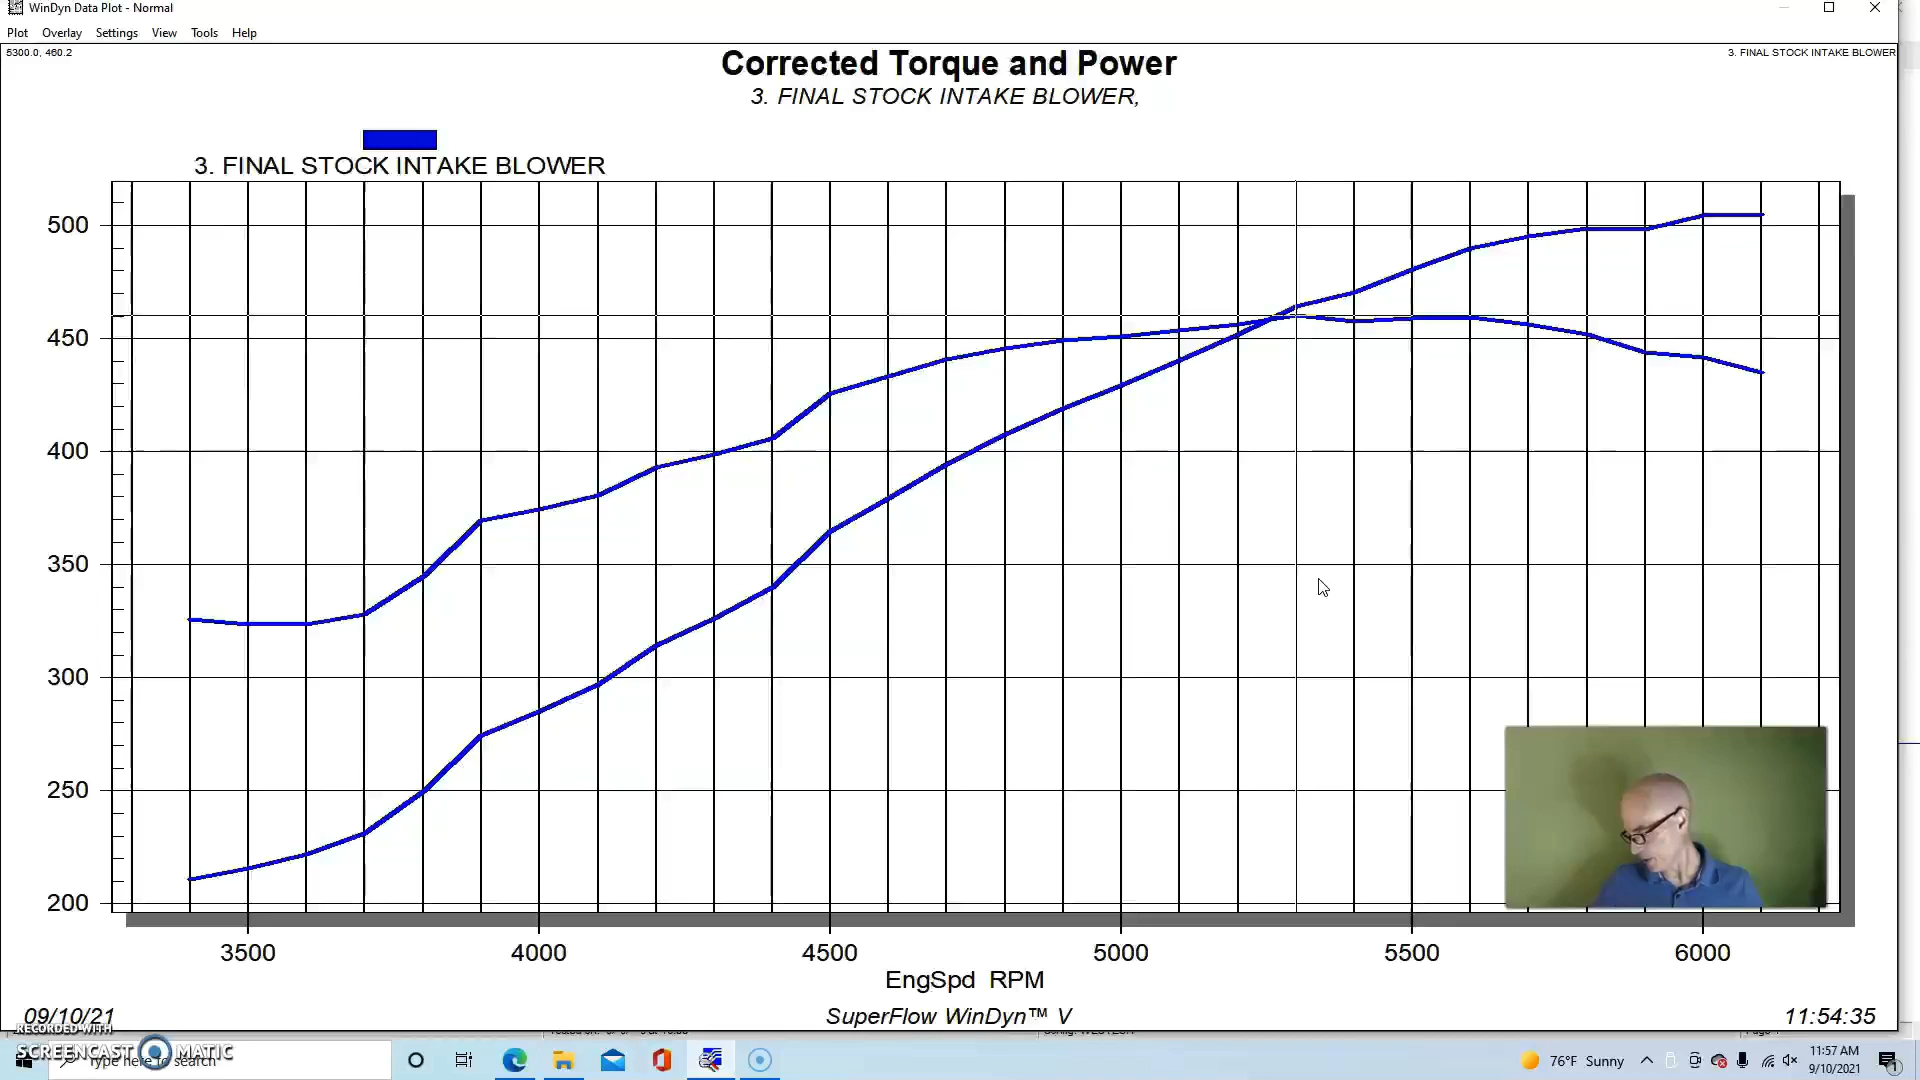 WinDyn Data Plot - Normal
Plot Overlay Settings View Tools Help
5300.0, 460.2
3. FINAL STOCK INTAKE BLOWER
Corrected Torque and Power
3. FINAL STOCK INTAKE BLOWER,
3. FINAL STOCK INTAKE BLOWER
500
450
400
350
300
250
200
3500 4000 4500 5000 5500 6000
EngSpd RPM
09/10/21 SuperFlow WinDyn™ V 11:54:35
RECORDED WITH
SCREENCAST MATIC
Type here to search
76°F Sunny
11:57 AM
9/10/2021
1